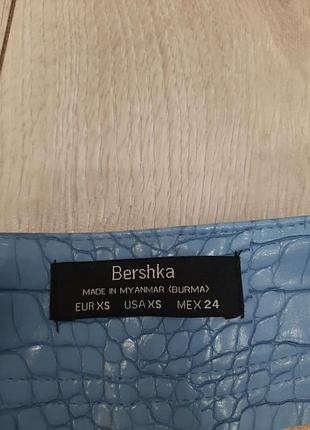 Bershka
MADE IN MYANMAR (BURMA)
EUR XS USA XS MEX 24